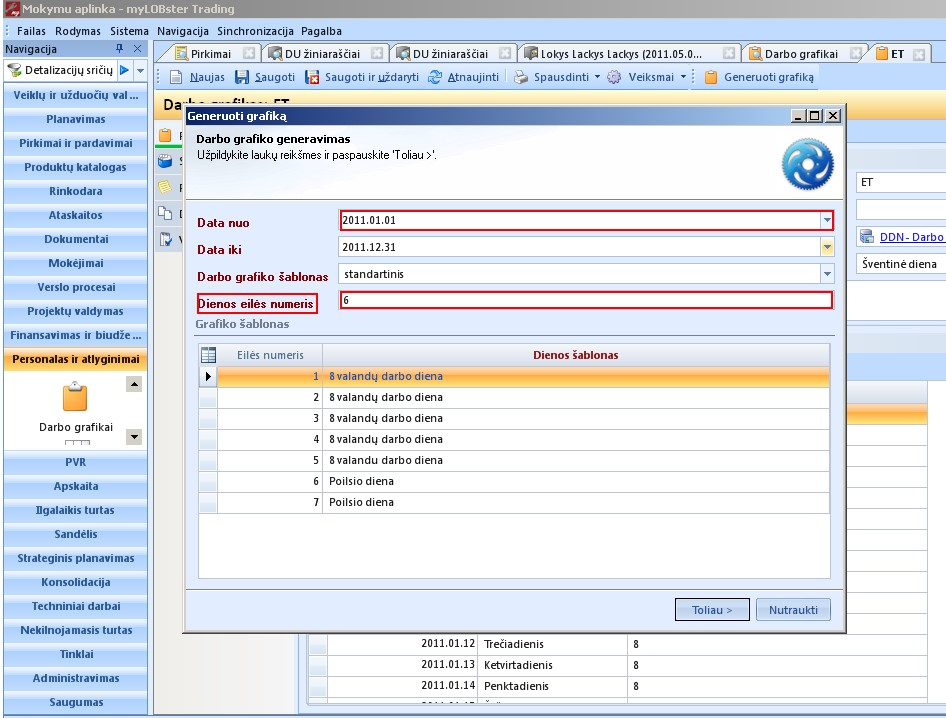 Mokymu aplinka - myLOBster Trading
Failas Rodymas Sistema Navigacija Sinchronizacija Pagalba
Navigacija
Pirkimai
DU žiniaraščiai
DU žiniaraščiai
Lokys Lackys Lackys (2011.05.0...
Darbo grafikai
ET
Detalizacijų sričių
Naujas Saugoti Saugoti ir uždaryti Atnaujinti Spausdinti Veiksmai Generuoti grafiką
Veiklų ir užduočių val...
Planavimas
Pirkimai ir pardavimai
Produktų katalogas
Rinkodara
Ataskaitos
Dokumentai
Mokėjimai
Verslo procesai
Projektų valdymas
Finansavimas ir biudže...
Personalas ir atlyginimai
Darbo grafikai
PVR
Apskaita
Ilgalaikis turtas
Sandėlis
Strateginis planavimas
Konsolidacija
Techniniai darbai
Nekilnojamasis turtas
Tinklai
Administravimas
Saugumas
Darbo grafikas: ET
Generuoti grafiką
Darbo grafiko generavimas
Užpildykite laukų reikšmes ir paspauskite 'Toliau >'.
Data nuo 2011.01.01
Data iki 2011.12.31
Darbo grafiko šablonas standartinis
Dienos eilės numeris 6
Grafiko šablonas
Eilės numeris Dienos šablonas
1 8 valandų darbo diena
2 8 valandų darbo diena
3 8 valandų darbo diena
4 8 valandų darbo diena
5 8 valandu darbo diena
6 Poilsio diena
7 Poilsio diena
Toliau > Nutraukti
ET
DDN - Darbo
Šventinė diena
2011.01.12 Trečiadienis 8
2011.01.13 Ketvirtadienis 8
2011.01.14 Penktadienis 8